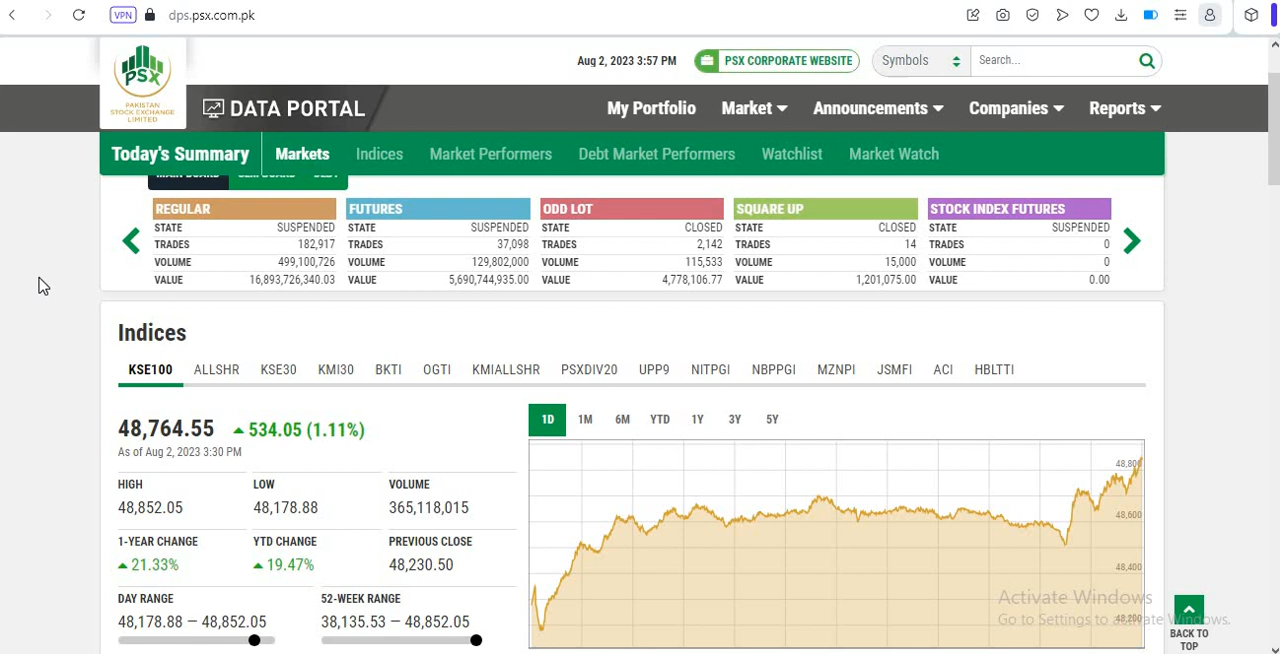 VPN dps.psx.com.pk
PSX
PAKISTAN
STOCK EXCHANGE
LIMITED
Aug 2, 2023 3:57 PM PSX CORPORATE WEBSITE Symbols Search...
DATA PORTAL My Portfolio Market Announcements Companies Reports
Today's Summary Markets Indices Market Performers Debt Market Performers Watchlist Market Watch
REGULAR FUTURES ODD LOT SQUARE UP STOCK INDEX FUTURES
STATE SUSPENDED STATE SUSPENDED STATE CLOSED STATE CLOSED STATE SUSPENDED
TRADES 182,917 TRADES 37,098 TRADES 2,142 TRADES 14 TRADES 0
VOLUME 499,100,726 VOLUME 129,802,000 VOLUME 115,533 VOLUME 15,000 VOLUME 0
VALUE 16,893,726,340.03 VALUE 5,690,744,935.00 VALUE 4,778,106.77 VALUE 1,201,075.00 VALUE 0.00
Indices
KSE100 ALLSHR KSE30 KMI30 BKTI OGTI KMIALLSHR PSXDIV20 UPP9 NITPGI NBPPGI MZNPI JSMFI ACI HBLTTI
48,764.55 534.05 (1.11%)
As of Aug 2, 2023 3:30 PM
HIGH LOW VOLUME
48,852.05 48,178.88 365,118,015
1-YEAR CHANGE YTD CHANGE PREVIOUS CLOSE
21.33% 19.47% 48,230.50
DAY RANGE 52-WEEK RANGE
48,178.88 — 48,852.05 38,135.53 — 48,852.05
1D 1M 6M YTD 1Y 3Y 5Y
48,800
48,600
48,400
48,200
Activate Windows
Go to Settings to activate Windows.
BACK TO
TOP